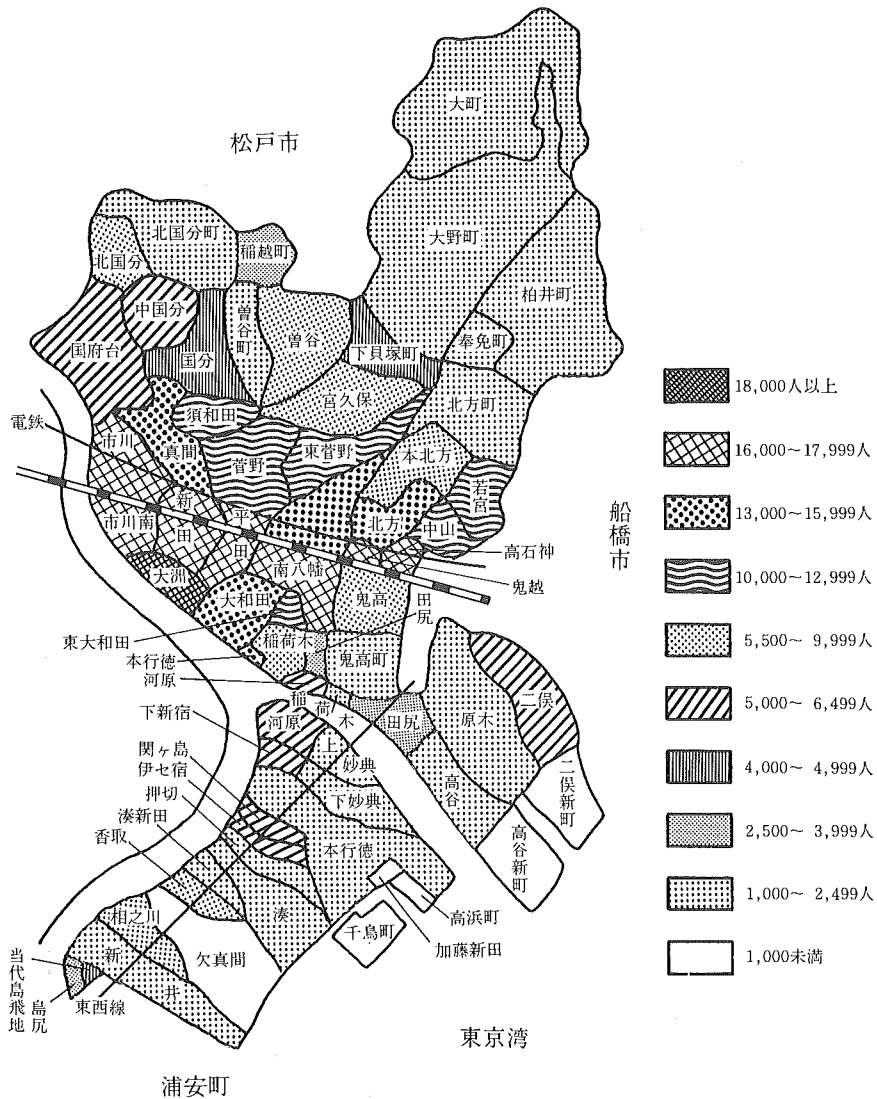 松戸市
大町
大野町
柏井町
北国分町
稲越町
北国分
中国分
曽谷町
曽谷
国府台
国分
下貝塚町
奉免町
宮久保
北方町
須和田
電鉄
市川
真間
菅野
東菅野
本北方
若宮
新田
平田
北方
中山
船橋市
市川南
高石神
鬼越
大洲
南八幡
大和田
鬼高
田尻
東大和田
稲荷木
鬼高町
本行徳
河原
稲荷木
下新宿
河原
田尻
原木
二俣
関ヶ島
上妙典
伊セ宿
押切
下妙典
高谷
二俣新町
湊新田
香取
本行徳
高谷新町
湊
高浜町
相之川
千鳥町
加藤新田
欠真間
新井
当代島飛地
島尻
東西線
東京湾
浦安町
18,000人以上
16,000～17,999人
13,000～15,999人
10,000～12,999人
5,500～ 9,999人
5,000～ 6,499人
4,000～ 4,999人
2,500～ 3,999人
1,000～ 2,499人
1,000未満